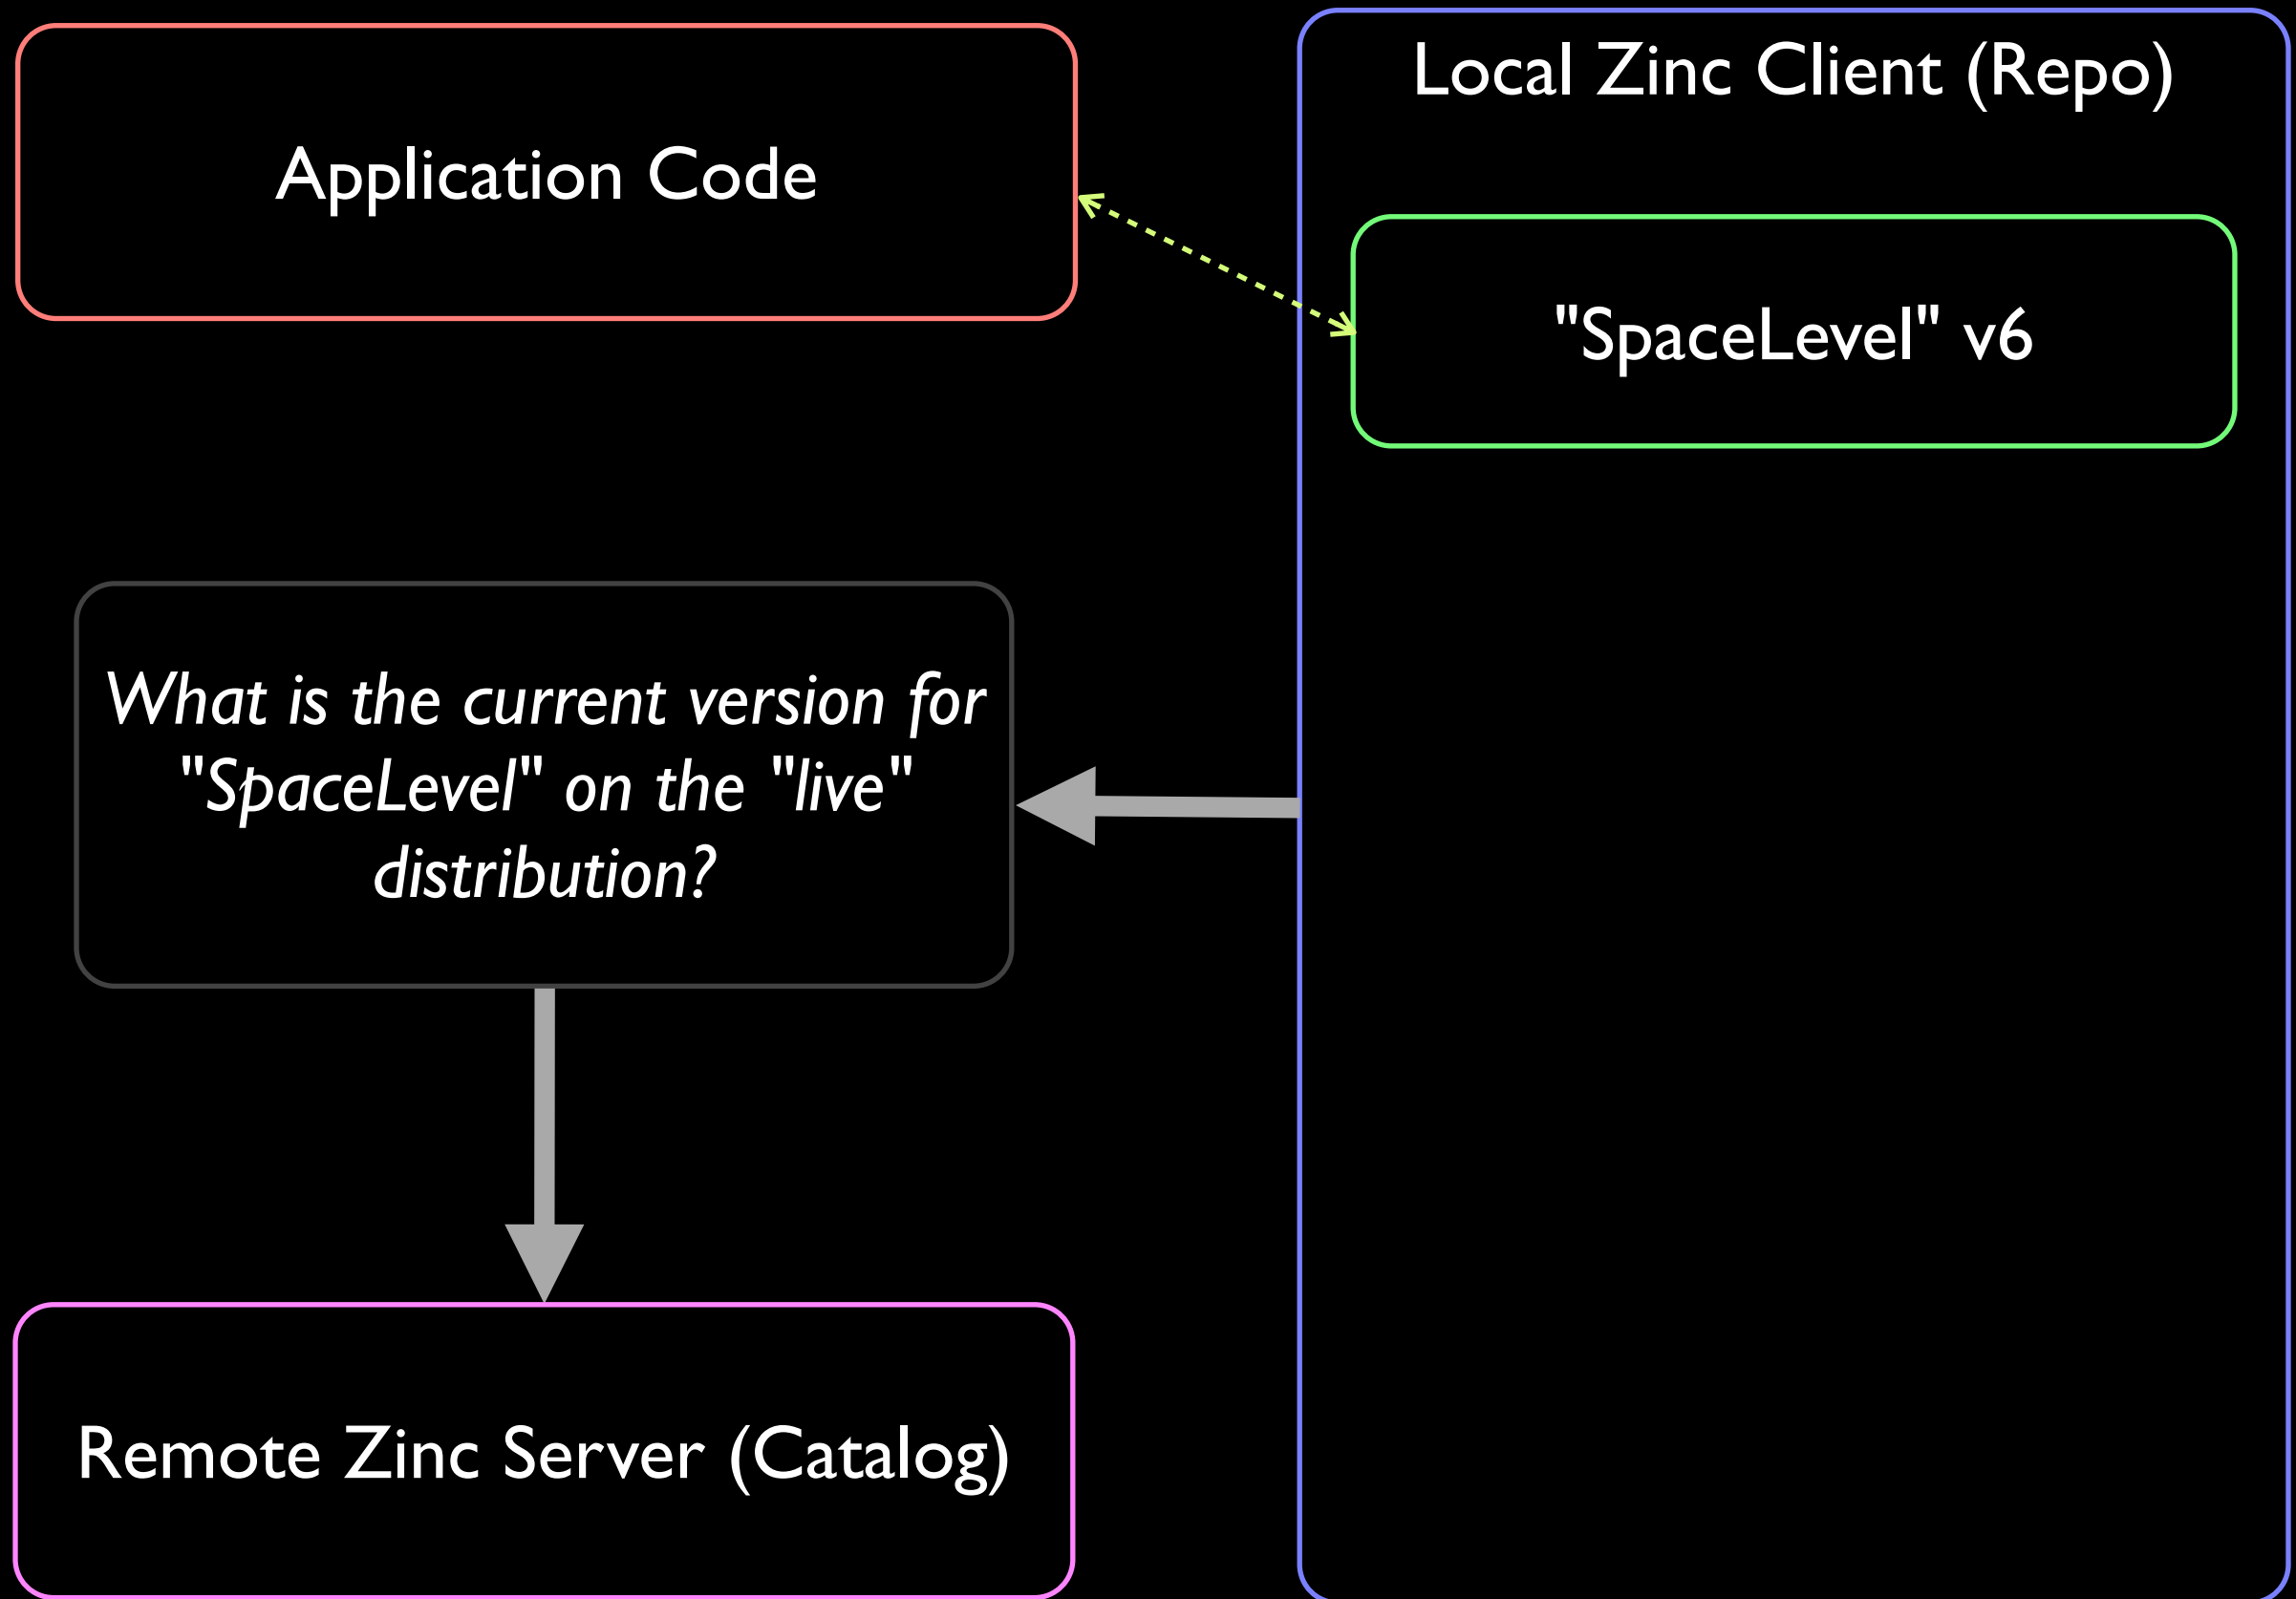 Local Zinc Client (Repo)
Application Code
"SpaceLevel" v6
What is the current version for
"SpaceLevel" on the "live"
distribution?
Remote Zinc Server (Catalog)